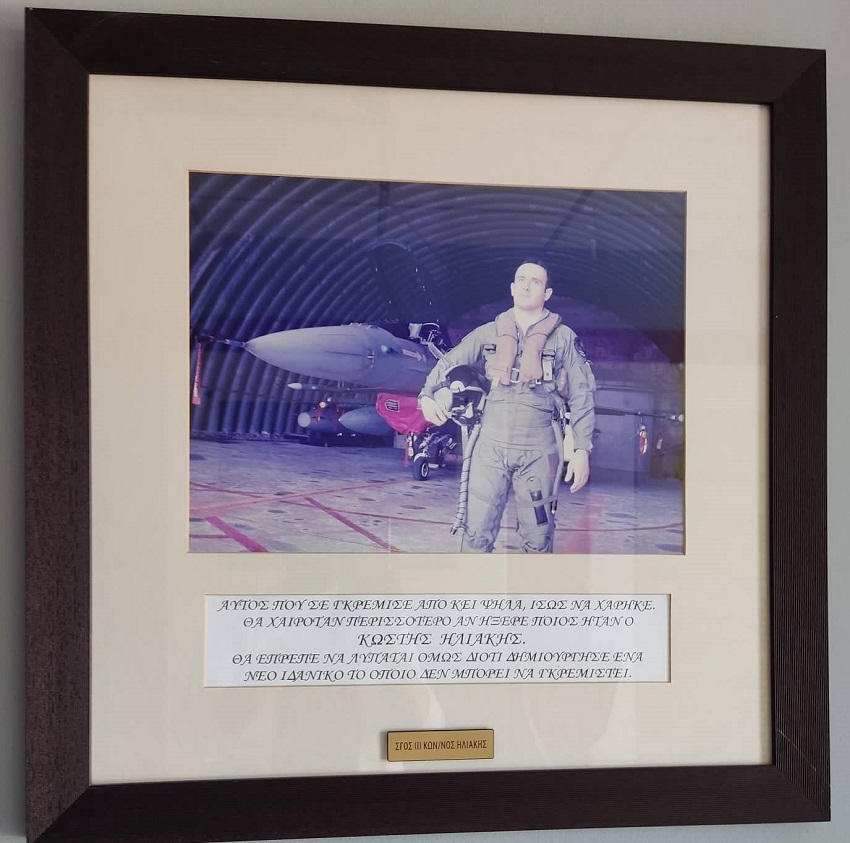 ΑΥΤΟΣ ΠΟΥ ΣΕ ΓΚΡΕΜΙΣΕ ΑΠΟ ΚΕΙ ΨΗΛΑ, ΙΣΩΣ ΝΑ ΧΑΡΗΚΕ.
ΘΑ ΧΑΙΡΟΤΑΝ ΠΕΡΙΣΣΟΤΕΡΟ ΑΝ ΗΞΕΡΕ ΠΟΙΟΣ ΗΤΑΝ Ο
ΚΩΣΤΗΣ ΗΛΙΑΚΗΣ.
ΘΑ ΕΠΡΕΠΕ ΝΑ ΛΥΠΑΤΑΙ ΟΜΩΣ ΔΙΟΤΙ ΔΗΜΙΟΥΡΓΗΣΕ ΕΝΑ
ΝΕΟ ΙΔΑΝΙΚΟ ΤΟ ΟΠΟΙΟ ΔΕΝ ΜΠΟΡΕΙ ΝΑ ΓΚΡΕΜΙΣΤΕΙ.
ΣΓΟΣ (Ι) ΚΩΝ/ΝΟΣ ΗΛΙΑΚΗΣ